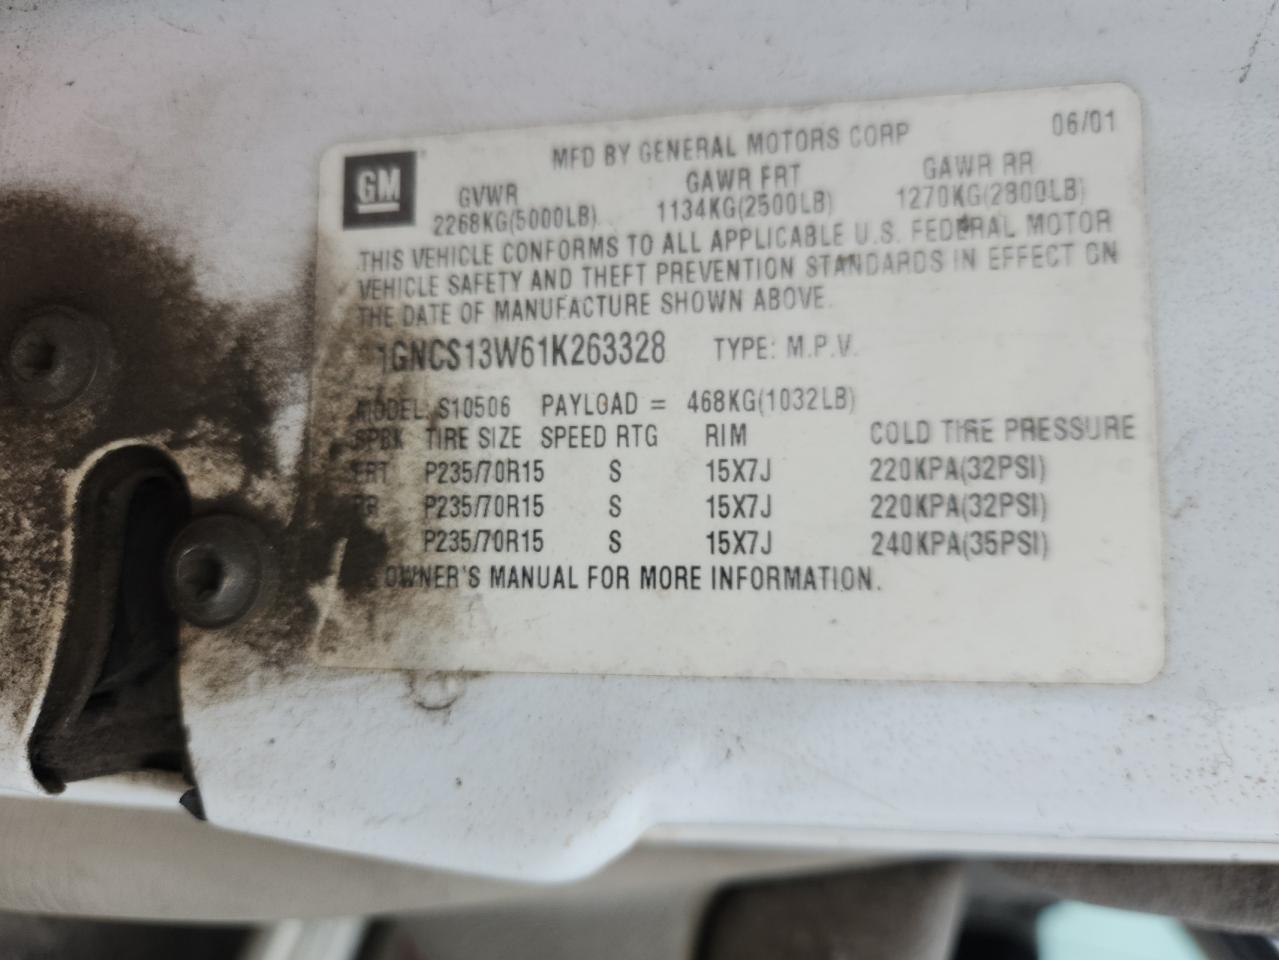 GM
MFD BY GENERAL MOTORS CORP 06/01
GVWR GAWR FRT GAWR RR
2268KG(5000LB) 1134KG(2500LB) 1270KG(2800LB)
THIS VEHICLE CONFORMS TO ALL APPLICABLE U.S. FEDERAL MOTOR
VEHICLE SAFETY AND THEFT PREVENTION STANDARDS IN EFFECT ON
THE DATE OF MANUFACTURE SHOWN ABOVE.
1GNCS13W61K263328 TYPE: M.P.V.
MODEL: S10506 PAYLOAD = 468KG(1032LB)
TIRE SIZE SPEED RTG RIM COLD TIRE PRESSURE
FRT P235/70R15 S 15X7J 220KPA(32PSI)
RR P235/70R15 S 15X7J 220KPA(32PSI)
P235/70R15 S 15X7J 240KPA(35PSI)
OWNER'S MANUAL FOR MORE INFORMATION.